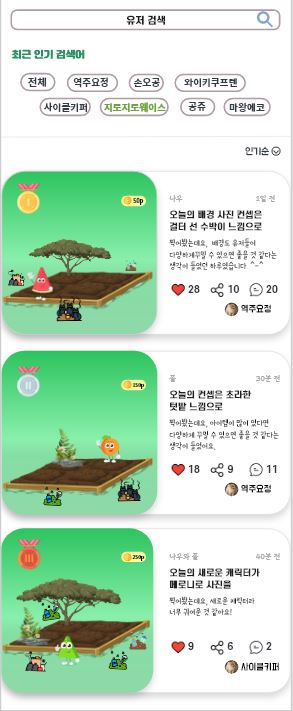 유저 검색
최근 인기 검색어
전체 역주요정 손오공 와이키쿠프렌
사이클키퍼 지도지도웨이스 공쥬 마왕에코
인기순
I
50p
나우 1일 전
오늘의 배경 사진 컨셉은
걸터 선 수박이 느낌으로
찍어봤는데요, 배경도 유저들이
다양하게꾸밀 수 있으면 좋을 것 같다는
생각이 들었던 하루였습니다 ^-^
28 10 20
역주요정
II
250p
풀 30분 전
오늘의 컨셉은 초라한
텃밭 느낌으로
찍어봤는데요, 아이템이 많이 있다면
다양하게 꾸밀 수 있으면 좋을 것 같다는
생각이 들어요.
18 9 11
역주요정
III
250p
나우와 풀 40분 전
오늘의 새로운 캐릭터가
메로나로 사진을
찍어봤는데요, 새로운 캐릭터라
너무 귀여운 것 같아요!
9 6 2
사이클키퍼